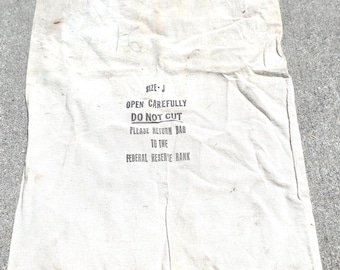 SIZE- J
OPEN CAREFULLY
DO NOT CUT
PLEASE RETURN BAG
TO THE
FEDERAL RESERVE BANK